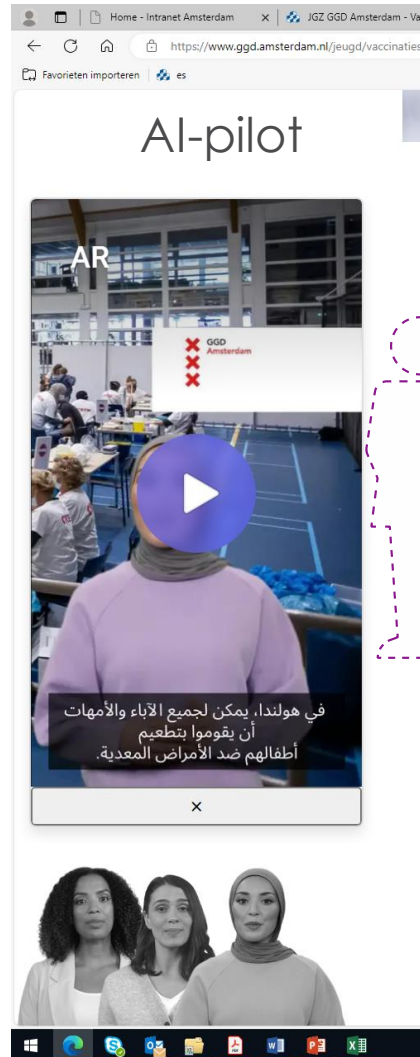 Home - Intranet Amsterdam
JGZ GGD Amsterdam - Va
https://www.ggd.amsterdam.nl/jeugd/vaccinaties
Favorieten importeren
es
AI-pilot
AR
GGD
Amsterdam
في هولندا، يمكن لجميع الآباء والأمهات
أن يقوموا بتطعيم
أطفالهم ضد الأمراض المعدية.